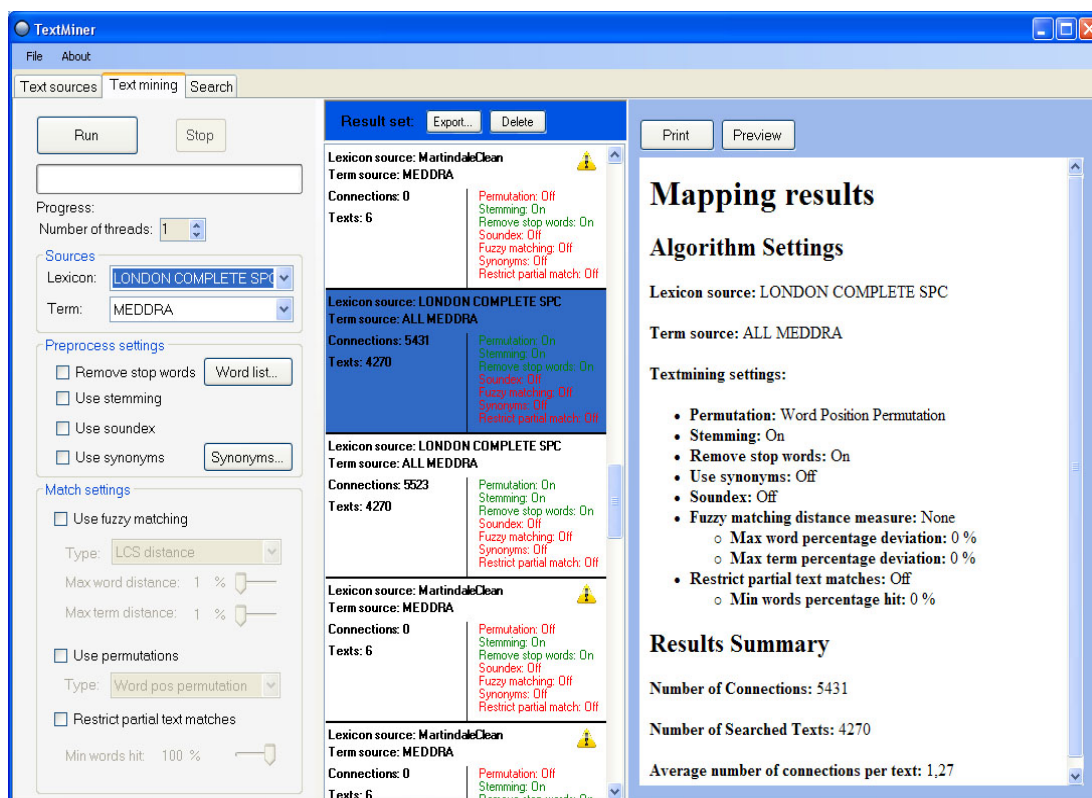 TextMiner
File About
Text sources Text mining Search
Run Stop
Progress:
Number of threads: 1
Sources
Lexicon: LONDON COMPLETE SPC
Term: MEDDRA
Preprocess settings
Remove stop words Word list...
Use stemming
Use soundex
Use synonyms Synonyms...
Match settings
Use fuzzy matching
Type: LCS distance
Max word distance: 1 %
Max term distance: 1 %
Use permutations
Type: Word pos permutation
Restrict partial text matches
Min words hit: 100 %
Result set: Export... Delete
Lexicon source: MartindaleClean
Term source: MEDDRA
Connections: 0
Texts: 6
Permutation: Off
Stemming: On
Remove stop words: On
Soundex: Off
Fuzzy matching: Off
Synonyms: Off
Restrict partial match: Off
Lexicon source: LONDON COMPLETE SPC
Term source: ALL MEDDRA
Connections: 5431
Texts: 4270
Permutation: On
Stemming: On
Remove stop words: On
Soundex: Off
Fuzzy matching: Off
Synonyms: Off
Restrict partial match: Off
Lexicon source: LONDON COMPLETE SPC
Term source: ALL MEDDRA
Connections: 5523
Texts: 4270
Permutation: On
Stemming: On
Remove stop words: On
Soundex: Off
Fuzzy matching: Off
Synonyms: Off
Restrict partial match: Off
Lexicon source: MartindaleClean
Term source: MEDDRA
Connections: 0
Texts: 6
Permutation: Off
Stemming: On
Remove stop words: On
Soundex: Off
Fuzzy matching: Off
Synonyms: Off
Restrict partial match: Off
Lexicon source: MartindaleClean
Term source: MEDDRA
Connections: 0
Texts: 6
Permutation: Off
Stemming: On
Remove stop words: On
Print Preview
Mapping results
Algorithm Settings
Lexicon source: LONDON COMPLETE SPC
Term source: ALL MEDDRA
Textmining settings:
• Permutation: Word Position Permutation
• Stemming: On
• Remove stop words: On
• Use synonyms: Off
• Soundex: Off
• Fuzzy matching distance measure: None
○ Max word percentage deviation: 0 %
○ Max term percentage deviation: 0 %
• Restrict partial text matches: Off
○ Min words percentage hit: 0 %
Results Summary
Number of Connections: 5431
Number of Searched Texts: 4270
Average number of connections per text: 1,27